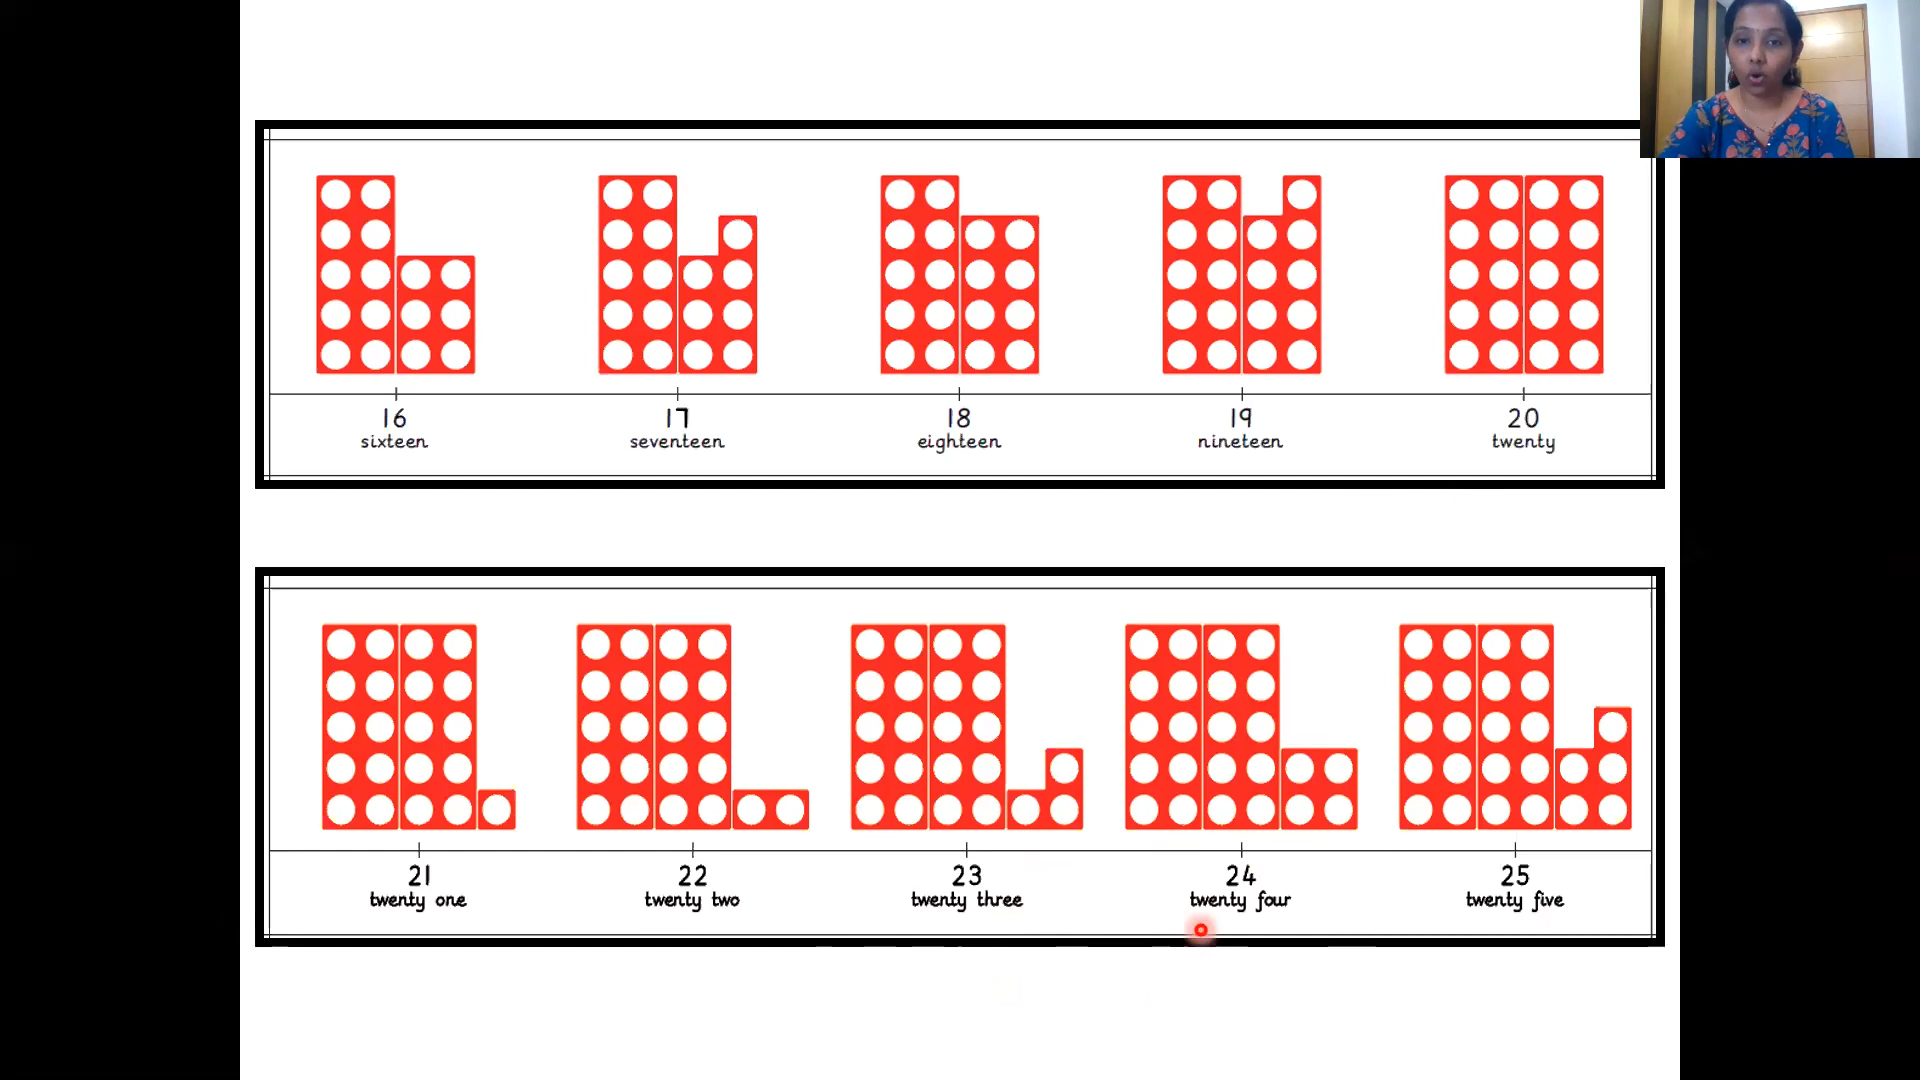 16 17 18 19 20
sixteen seventeen eighteen nineteen twenty
21 22 23 24 25
twenty one twenty two twenty three twenty four twenty five